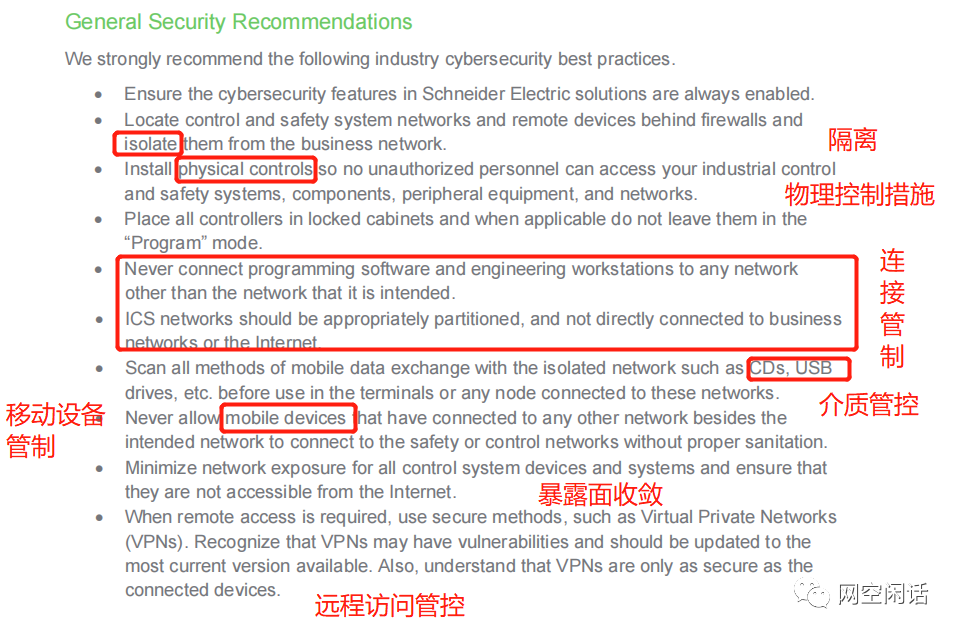 General Security Recommendations
We strongly recommend the following industry cybersecurity best practices.
• Ensure the cybersecurity features in Schneider Electric solutions are always enabled.
• Locate control and safety system networks and remote devices behind firewalls and
isolate them from the business network.
隔离
• Install physical controls so no unauthorized personnel can access your industrial control
and safety systems, components, peripheral equipment, and networks.
物理控制措施
• Place all controllers in locked cabinets and when applicable do not leave them in the
“Program” mode.
• Never connect programming software and engineering workstations to any network
other than the network that it is intended.
• ICS networks should be appropriately partitioned, and not directly connected to business
networks or the Internet.
连
接
管
制
• Scan all methods of mobile data exchange with the isolated network such as CDs, USB
drives, etc. before use in the terminals or any node connected to these networks.
介质管控
移动设备
管制
• Never allow mobile devices that have connected to any other network besides the
intended network to connect to the safety or control networks without proper sanitation.
• Minimize network exposure for all control system devices and systems and ensure that
they are not accessible from the Internet.
暴露面收敛
• When remote access is required, use secure methods, such as Virtual Private Networks
(VPNs). Recognize that VPNs may have vulnerabilities and should be updated to the
most current version available. Also, understand that VPNs are only as secure as the
connected devices.
远程访问管控
网空闲话